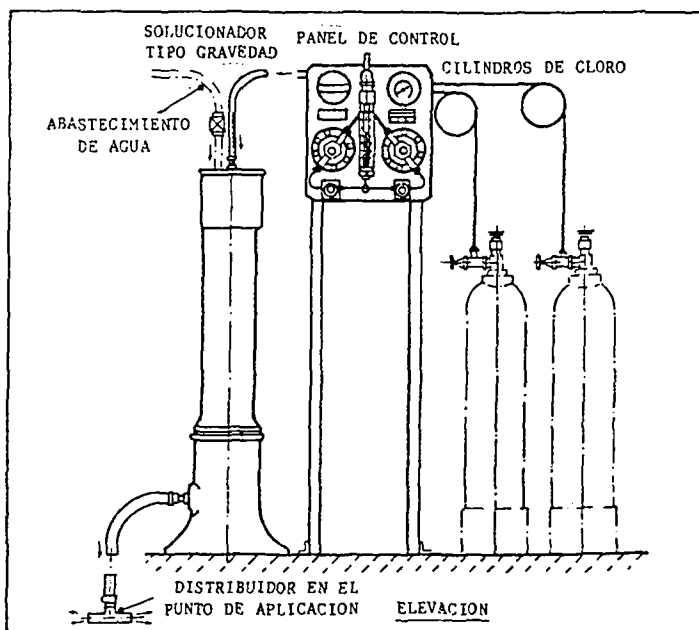 SOLUCIONADOR
TIPO GRAVEDAD
PANEL DE CONTROL
CILINDROS DE CLORO
ABASTECIMIENTO
DE AGUA
DISTRIBUIDOR EN EL
PUNTO DE APLICACION
ELEVACION